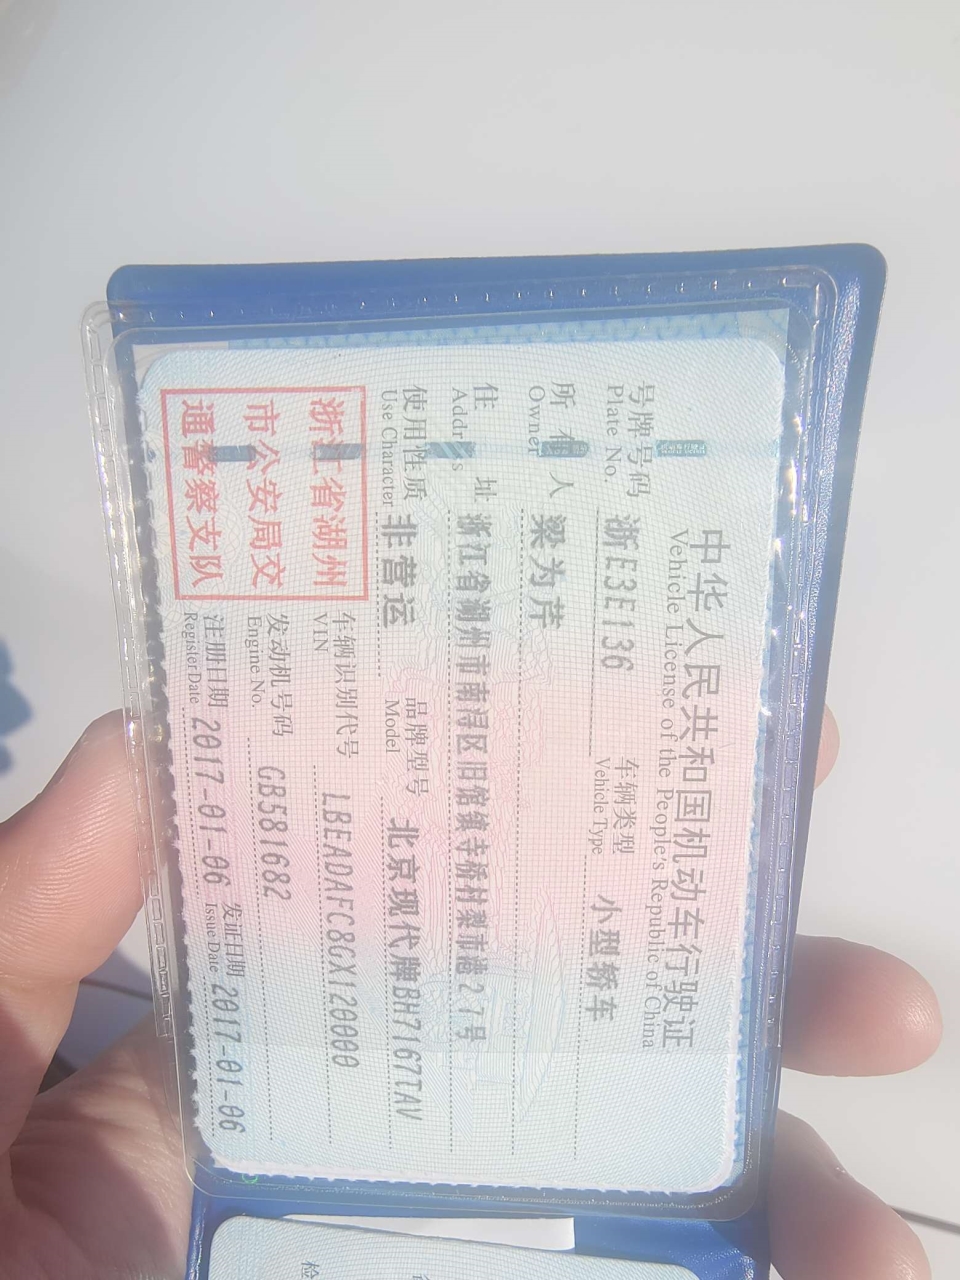 中华人民共和国机动车行驶证
Vehicle License of the People's Republic of China
号牌号码 浙E3E136 车辆类型 小型轿车
Plate No. Vehicle Type
所有人 梁为芹
Owner
住址 浙江省湖州市南浔区旧馆镇寺桥村梨市港27号
Address
使用性质 非营运 品牌型号 北京现代牌BH7167TAV
Use Character Model
浙江省湖州
市公安局交
通警察支队
车辆识别代号 LBEADAFC8GX120000
VIN
发动机号码 GB581682
Engine No.
注册日期 2017-01-06 发证日期 2017-01-06
Register Date Issue Date
检